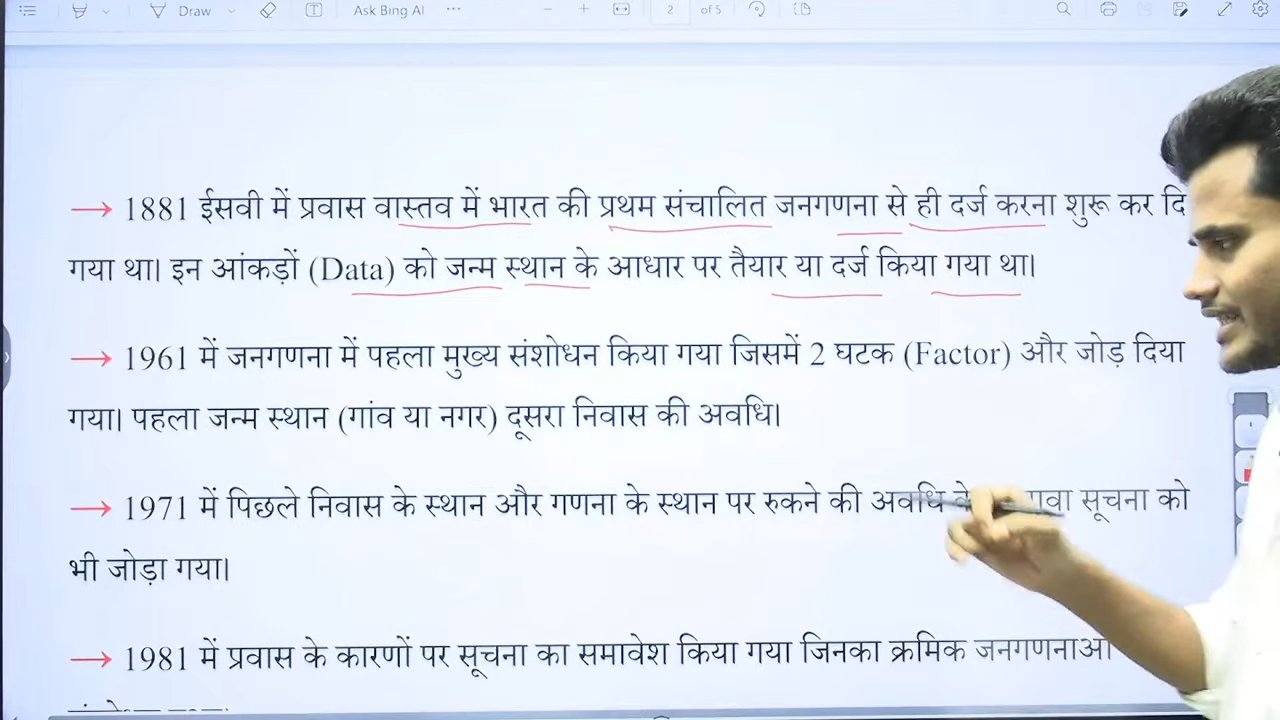 Draw
Ask Bing AI
2 of 5
→ 1881 ईसवी में प्रवास वास्तव में भारत की प्रथम संचालित जनगणना से ही दर्ज करना शुरू कर दि
गया था। इन आंकड़ों (Data) को जन्म स्थान के आधार पर तैयार या दर्ज किया गया था।
→ 1961 में जनगणना में पहला मुख्य संशोधन किया गया जिसमें 2 घटक (Factor) और जोड़ दिया
गया। पहला जन्म स्थान (गांव या नगर) दूसरा निवास की अवधि।
→ 1971 में पिछले निवास के स्थान और गणना के स्थान पर रुकने की अवधि सूचना को
भी जोड़ा गया।
→ 1981 में प्रवास के कारणों पर सूचना का समावेश किया गया जिनका क्रमिक